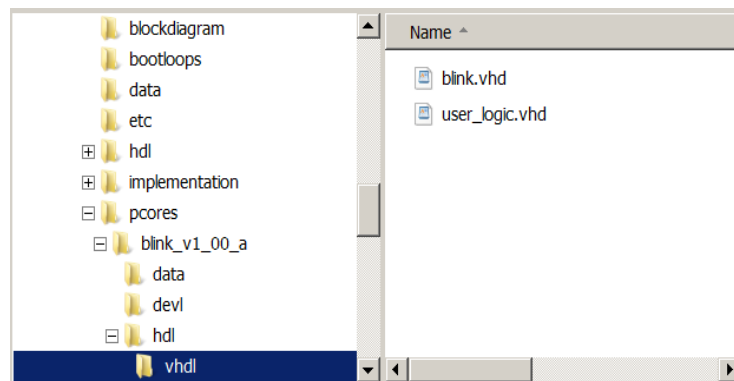 blockdiagram
bootloops
data
etc
hdl
implementation
pcores
blink_v1_00_a
data
devl
hdl
vhdl
Name
blink.vhd
user_logic.vhd